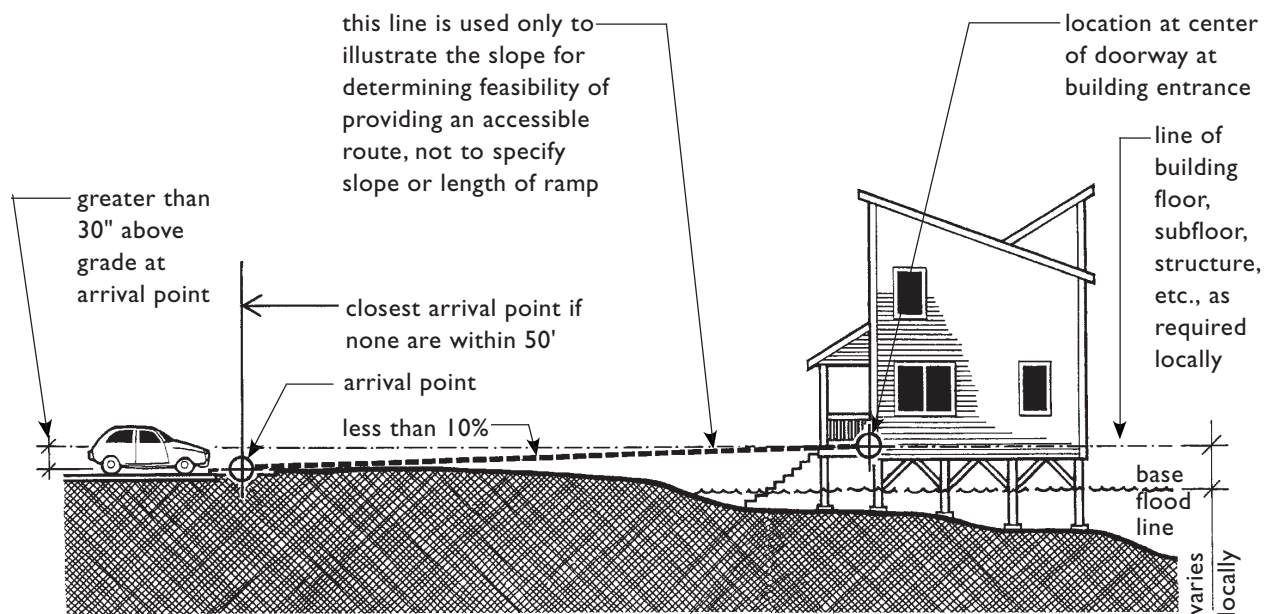 this line is used only to
illustrate the slope for
determining feasibility of
providing an accessible
route, not to specify
slope or length of ramp
location at center
of doorway at
building entrance
line of
building
floor,
subfloor,
structure,
etc., as
required
locally
greater than
30" above
grade at
arrival point
closest arrival point if
none are within 50'
arrival point
less than 10%
base
flood
line
varies
locally